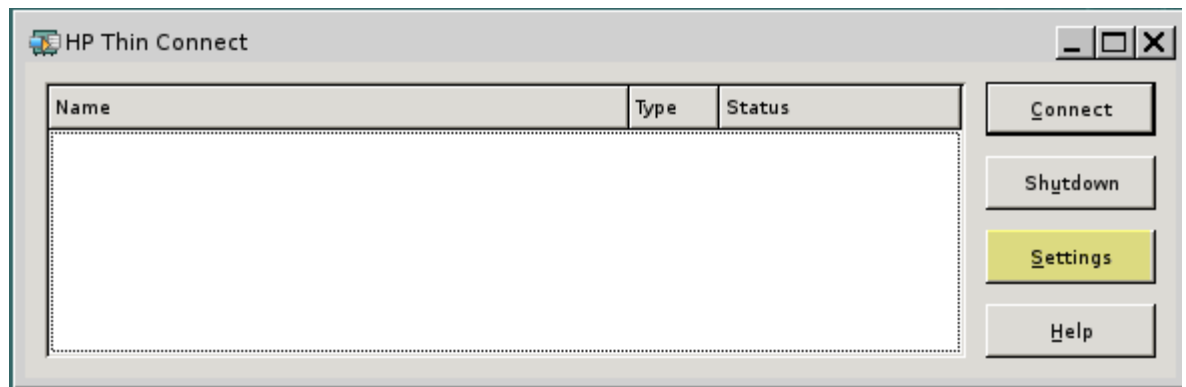 HP Thin Connect
Name Type Status
Connect
Shutdown
Settings
Help